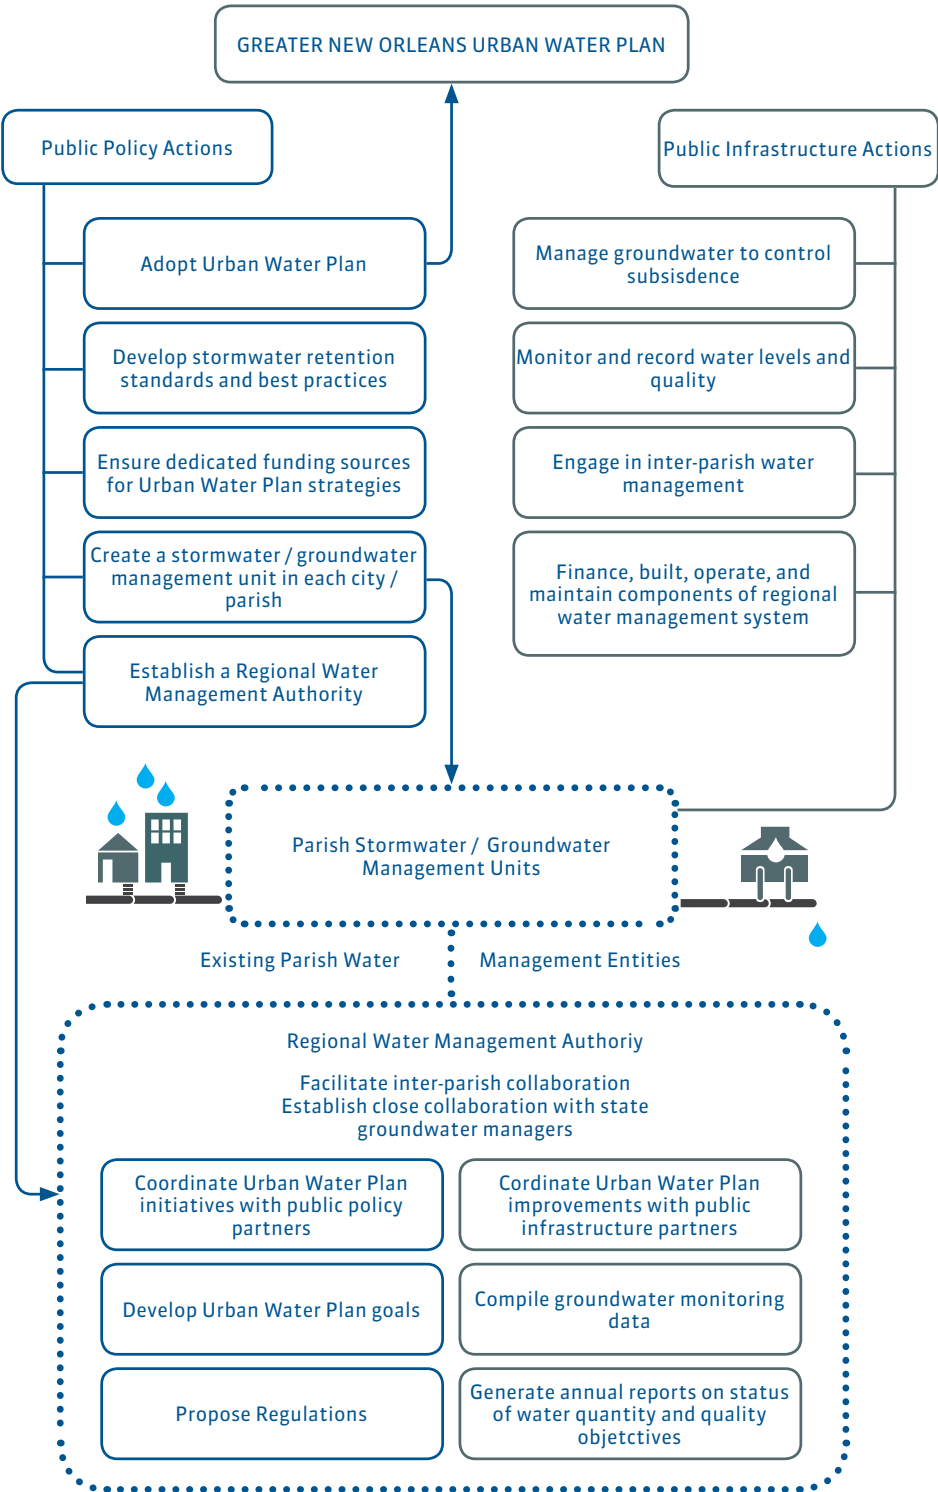 GREATER NEW ORLEANS URBAN WATER PLAN
Public Policy Actions
Public Infrastructure Actions
Adopt Urban Water Plan
Develop stormwater retention
standards and best practices
Ensure dedicated funding sources
for Urban Water Plan strategies
Create a stormwater / groundwater
management unit in each city /
parish
Establish a Regional Water
Management Authority
Manage groundwater to control
subsisdence
Monitor and record water levels and
quality
Engage in inter-parish water
management
Finance, built, operate, and
maintain components of regional
water management system
Parish Stormwater / Groundwater
Management Units
Existing Parish Water
Management Entities
Regional Water Management Authoriy
Facilitate inter-parish collaboration
Establish close collaboration with state
groundwater managers
Coordinate Urban Water Plan
initiatives with public policy
partners
Cordinate Urban Water Plan
improvements with public
infrastructure partners
Develop Urban Water Plan goals
Compile groundwater monitoring
data
Propose Regulations
Generate annual reports on status
of water quantity and quality
objetctives